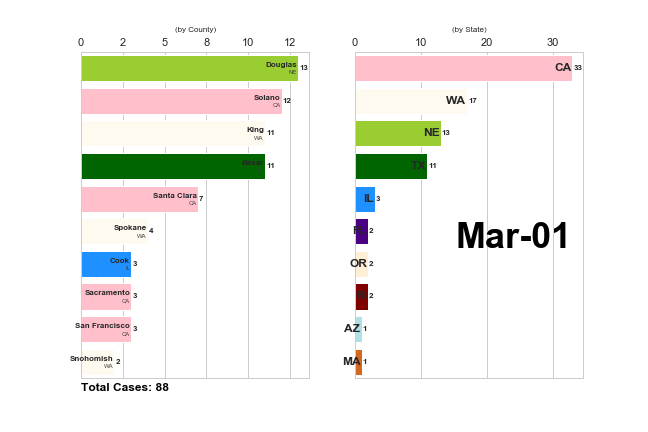 (by County)
0 2 5 8 10 12
Douglas 13
NE
Solano 12
CA
King 11
WA
11
Santa Clara 7
CA
Spokane 4
WA
Cook 3
Sacramento 3
CA
San Francisco 3
CA
Snohomish 2
WA
Total Cases: 88
(by State)
0 10 20 30
CA 33
WA 17
NE 13
TX 11
IL 3
2
OR 2
2
AZ 1
MA 1
Mar-01